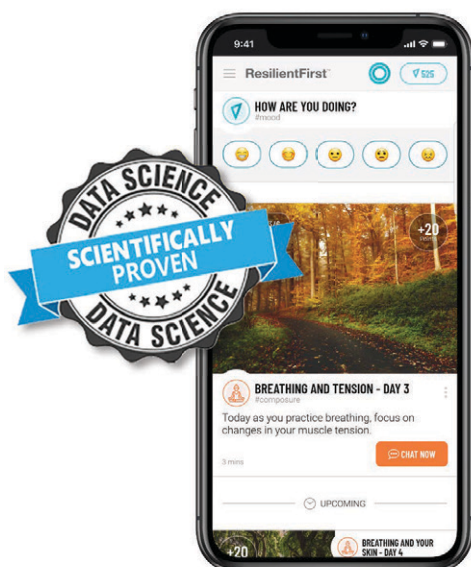 9:41
ResilientFirst™
525
HOW ARE YOU DOING?
#mood
DATA SCIENCE
SCIENTIFICALLY
PROVEN
DATA SCIENCE
+20
BREATHING AND TENSION - DAY 3
#composure
Today as you practice breathing, focus on
changes in your muscle tension.
3 mins
CHAT NOW
UPCOMING
+20
BREATHING AND YOUR
SKIN - DAY 4